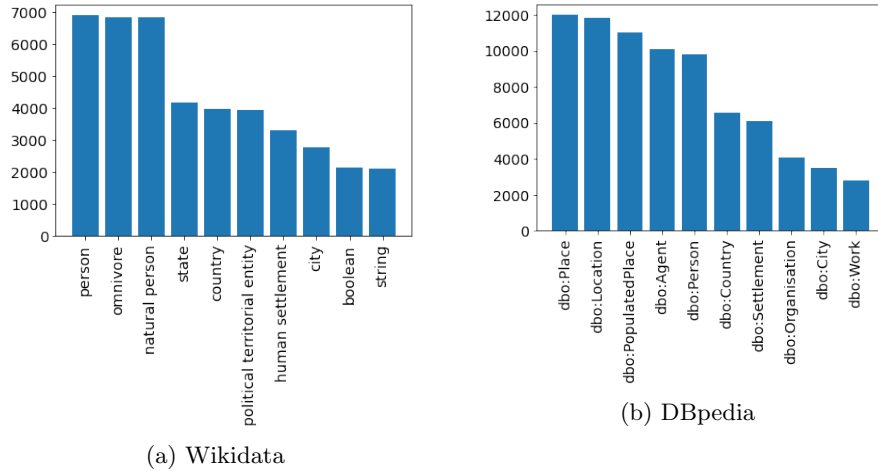 7000
6000
5000
4000
3000
2000
1000
0
person
omnivore
natural person
state
country
political territorial entity
human settlement
city
boolean
string
(a) Wikidata
12000
10000
8000
6000
4000
2000
0
dbo:Place
dbo:Location
dbo:PopulatedPlace
dbo:Agent
dbo:Person
dbo:Country
dbo:Settlement
dbo:Organisation
dbo:City
dbo:Work
(b) DBpedia